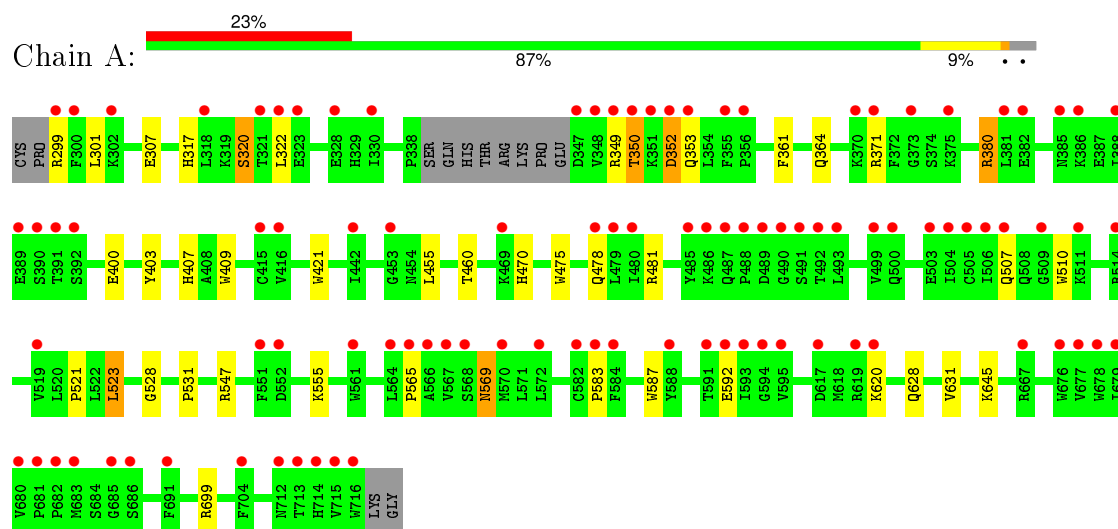 23%
Chain A:
87%
9%
• •
CYS PRO R299 F300 L301 K302 E307 H317 L318 K319 S320 T321 L322 E323 E328 H329 I330 P338 SER GLN HIS THR ARG LYS PRO GLU D347 V348 R349 T350 K351 D352 Q353 L354 F355 P356 F361 Q364 K370 R371 F372 G373 S374 K375 R380 L381 E382 N385 K386 E387
E389 S390 T391 S392 E400 Y403 H407 A408 W409 C415 V416 W421 I442 G453 N454 L455 T460 K469 H470 W475 Q478 L479 I480 R481 Y485 K486 Q487 P488 D489 G490 S491 T492 L493 V499 Q500 E503 I504 C505 I506 Q507 Q508 G509 W510 K511
V519 L520 P521 L522 L523 G528 P531 R547 F551 D552 K555 W561 L564 P565 A566 V567 S568 N569 M570 L571 L572 C582 P583 F584 W587 Y588 T591 E592 I593 G594 V595 D617 M618 R619 K620 Q628 V631 K645 R667 W676 V677 W678
V680 P681 P682 M683 S684 G685 S686 F691 R699 F704 N712 T713 H714 V715 W716 LYS GLY